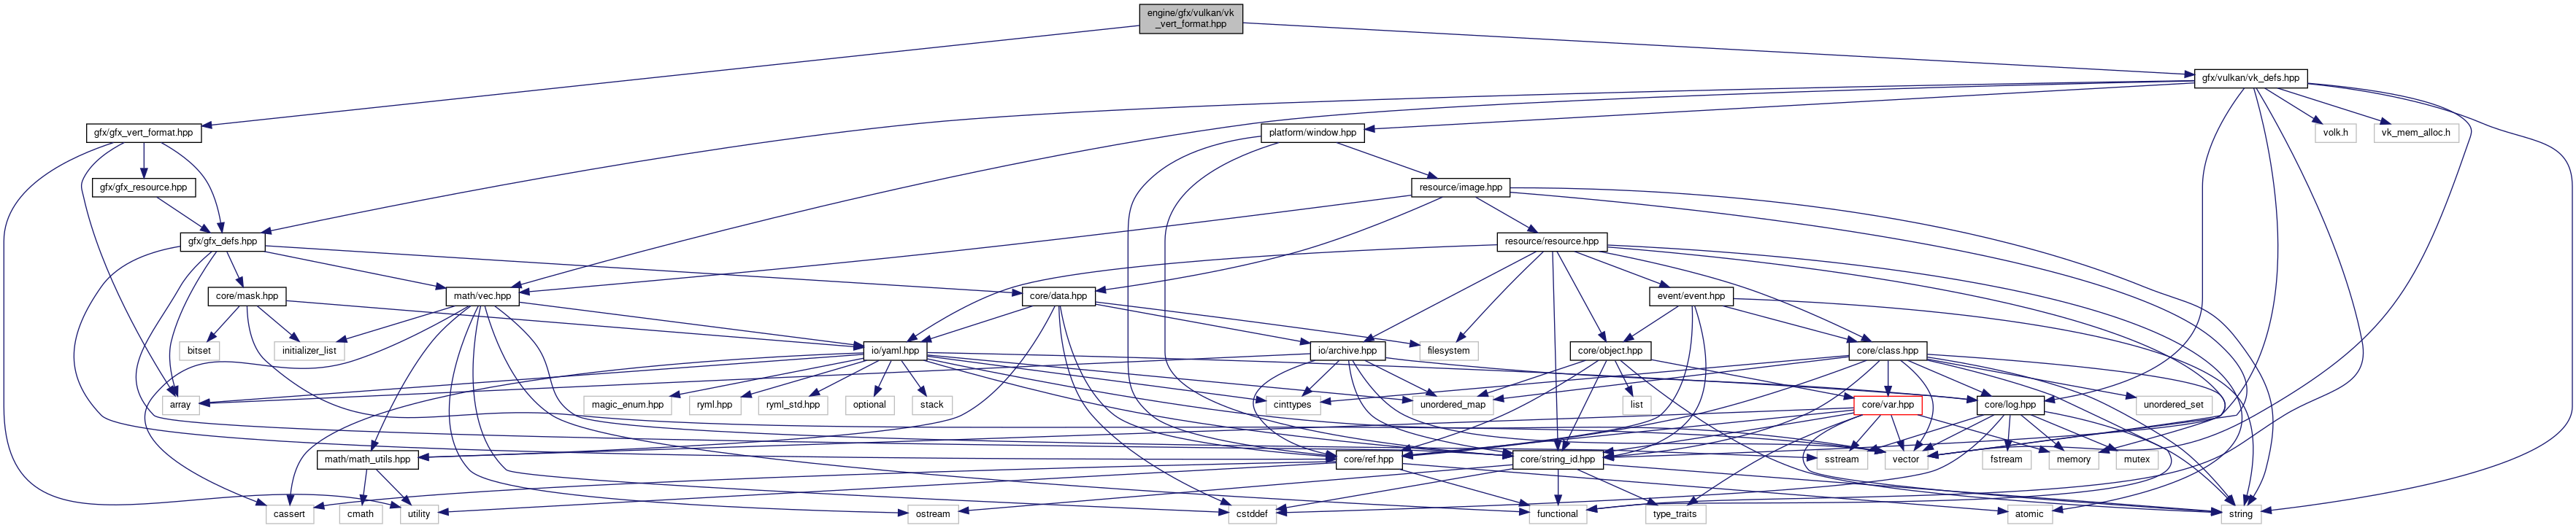 engine/gfx/vulkan/vk
_vert_format.hpp
gfx/vulkan/vk_defs.hpp
gfx/gfx_vert_format.hpp
platform/window.hpp
volk.h
vk_mem_alloc.h
gfx/gfx_resource.hpp
resource/image.hpp
gfx/gfx_defs.hpp
resource/resource.hpp
core/mask.hpp
math/vec.hpp
core/data.hpp
event/event.hpp
bitset
initializer_list
io/yaml.hpp
filesystem
io/archive.hpp
core/object.hpp
core/class.hpp
array
magic_enum.hpp
ryml.hpp
ryml_std.hpp
optional
stack
cinttypes
unordered_map
list
core/var.hpp
core/log.hpp
unordered_set
math/math_utils.hpp
core/ref.hpp
core/string_id.hpp
sstream
vector
fstream
memory
mutex
cassert
cmath
utility
ostream
cstddef
functional
type_traits
atomic
string